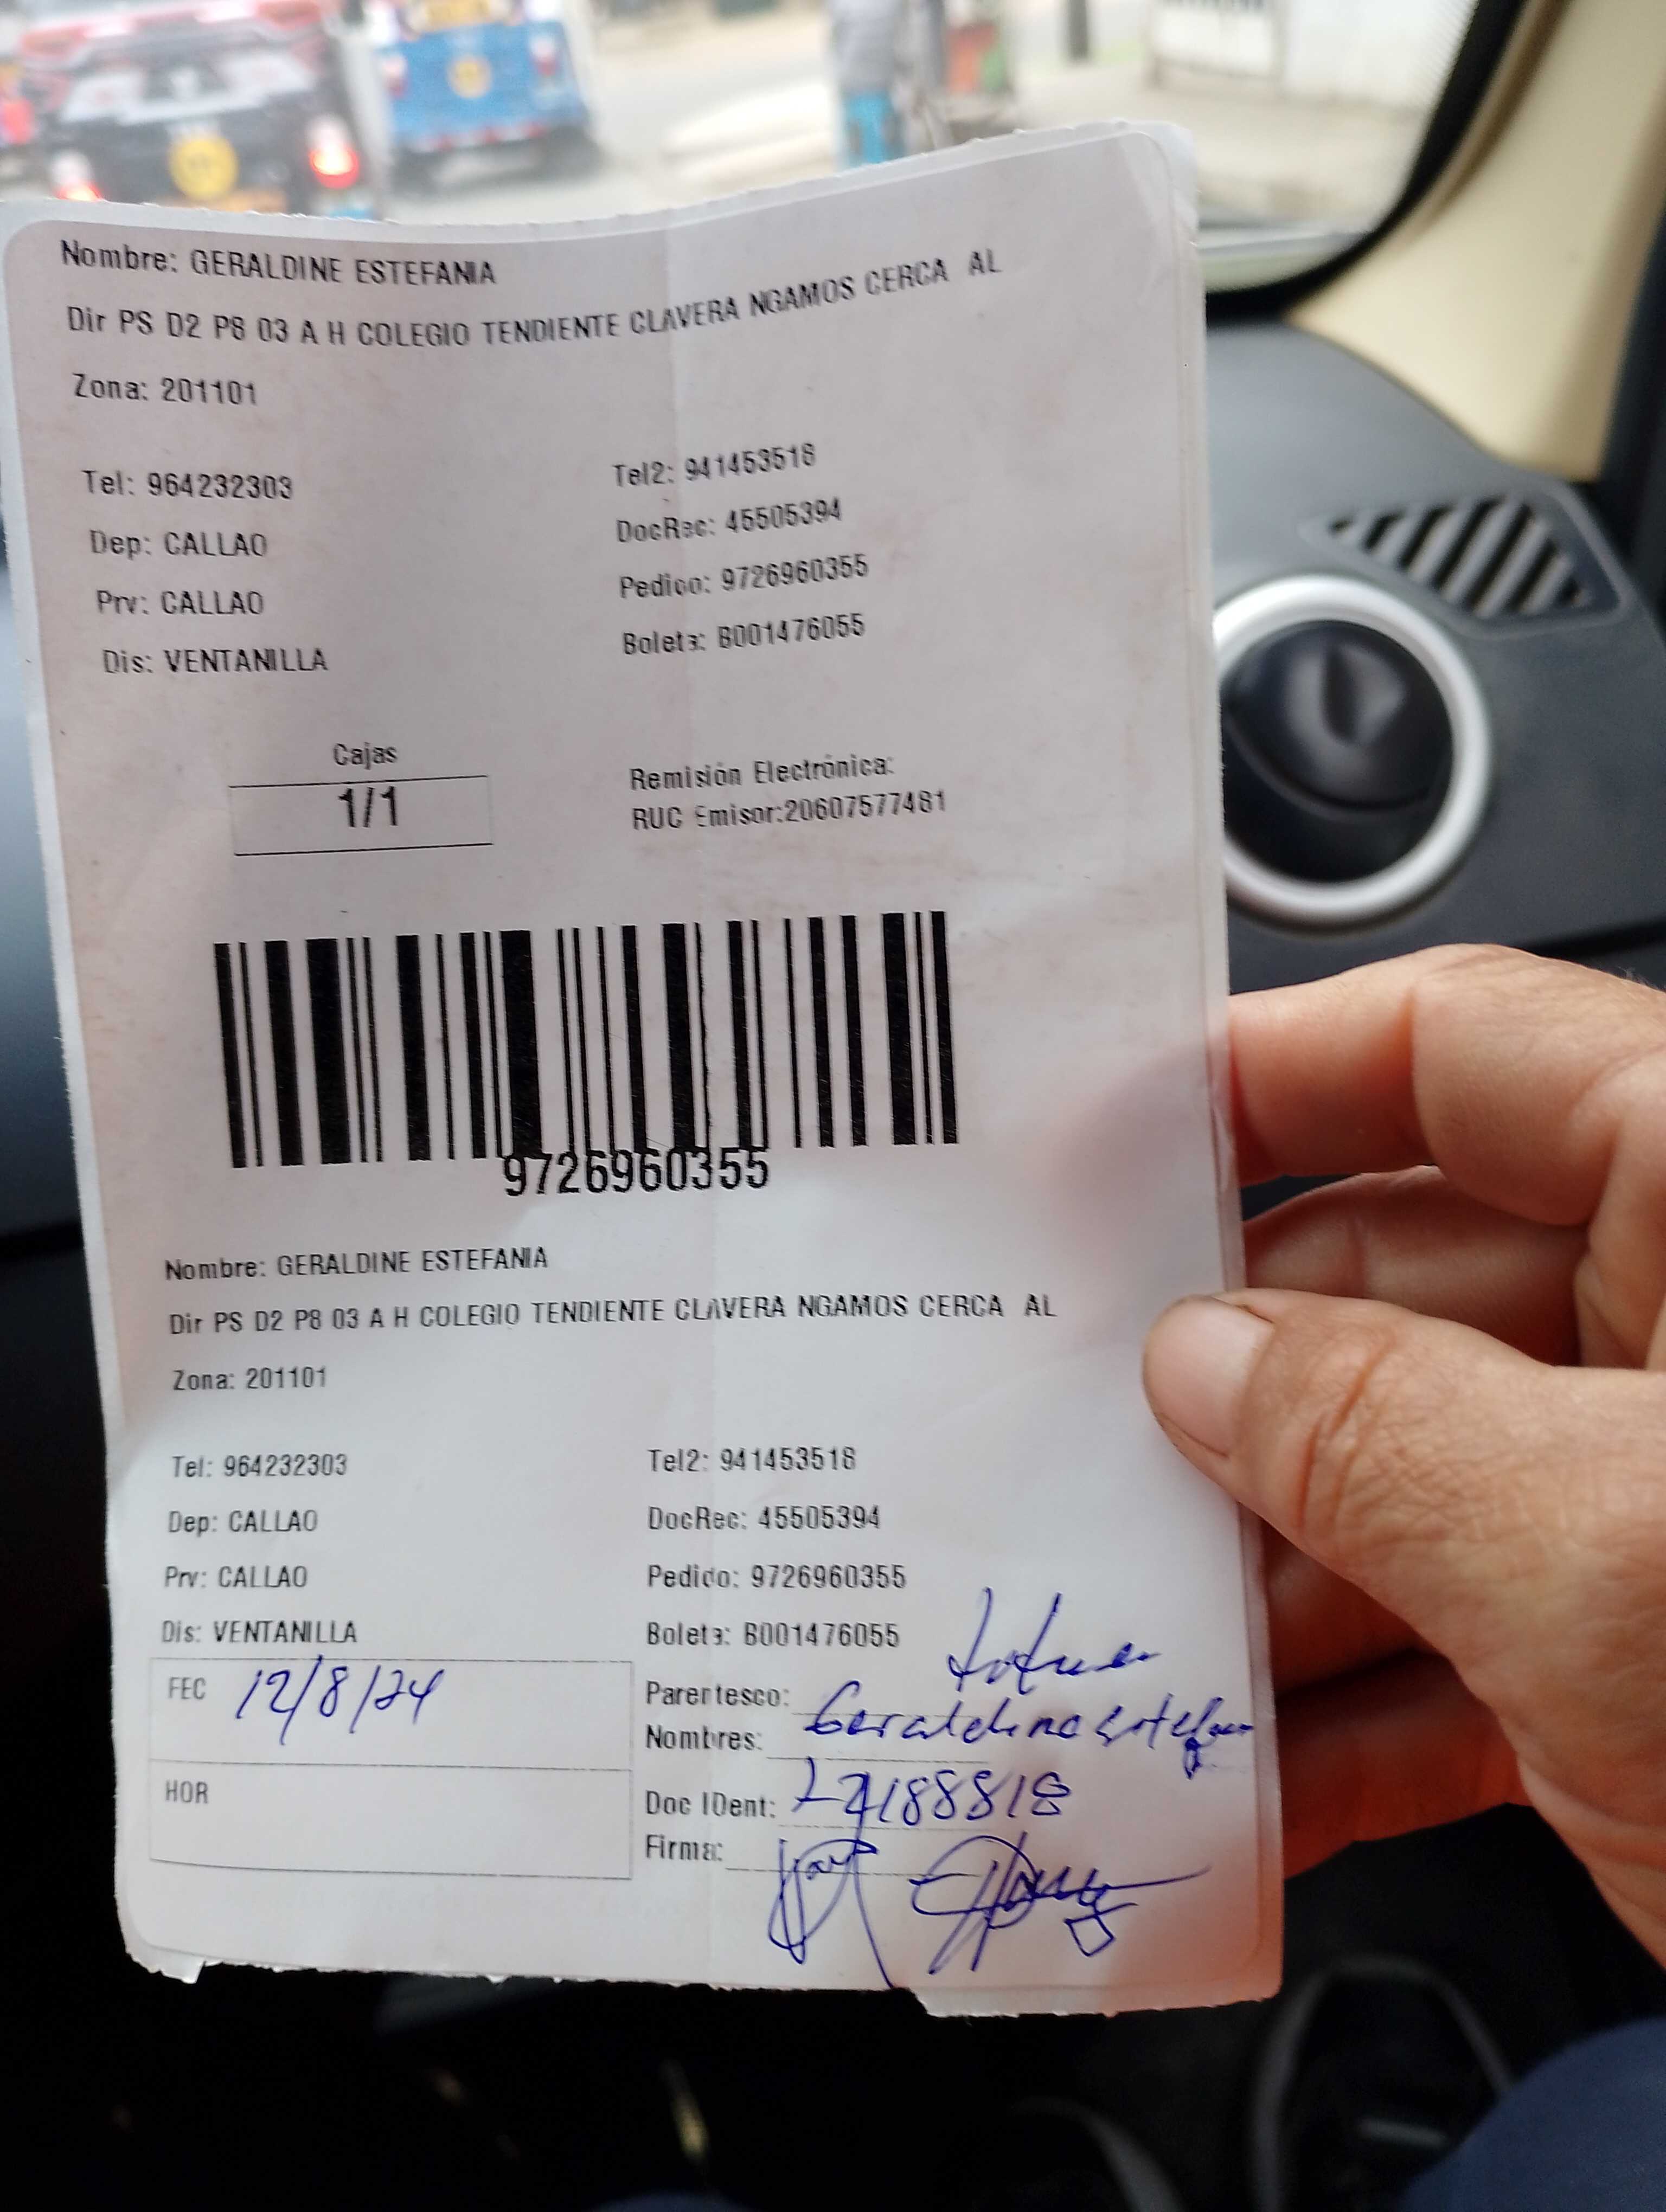 Nombre: GERALDINE ESTEFANIA
Dir PS D2 P8 03 A H COLEGIO TENDIENTE CLAVERA NGAMOS CERCA AL
Zona: 201101
Tel: 964232303 Tel2: 941453518
Dep: CALLAO DocRec: 45505394
Prv: CALLAO Pedido: 9726960355
Dis: VENTANILLA Boleta: B001476055
Cajas
1/1
Remisión Electrónica:
RUC Emisor:20607577481
9726960355
Nombre: GERALDINE ESTEFANIA
Dir PS D2 P8 03 A H COLEGIO TENDIENTE CLAVERA NGAMOS CERCA AL
Zona: 201101
Tel: 964232303 Tel2: 941453518
Dep: CALLAO DocRec: 45505394
Prv: CALLAO Pedido: 9726960355
Dis: VENTANILLA Boleta: B001476055
FEC 12/8/24
Parentesco:
Nombres: Geraldine
HOR
Doc IDent:
Firma: